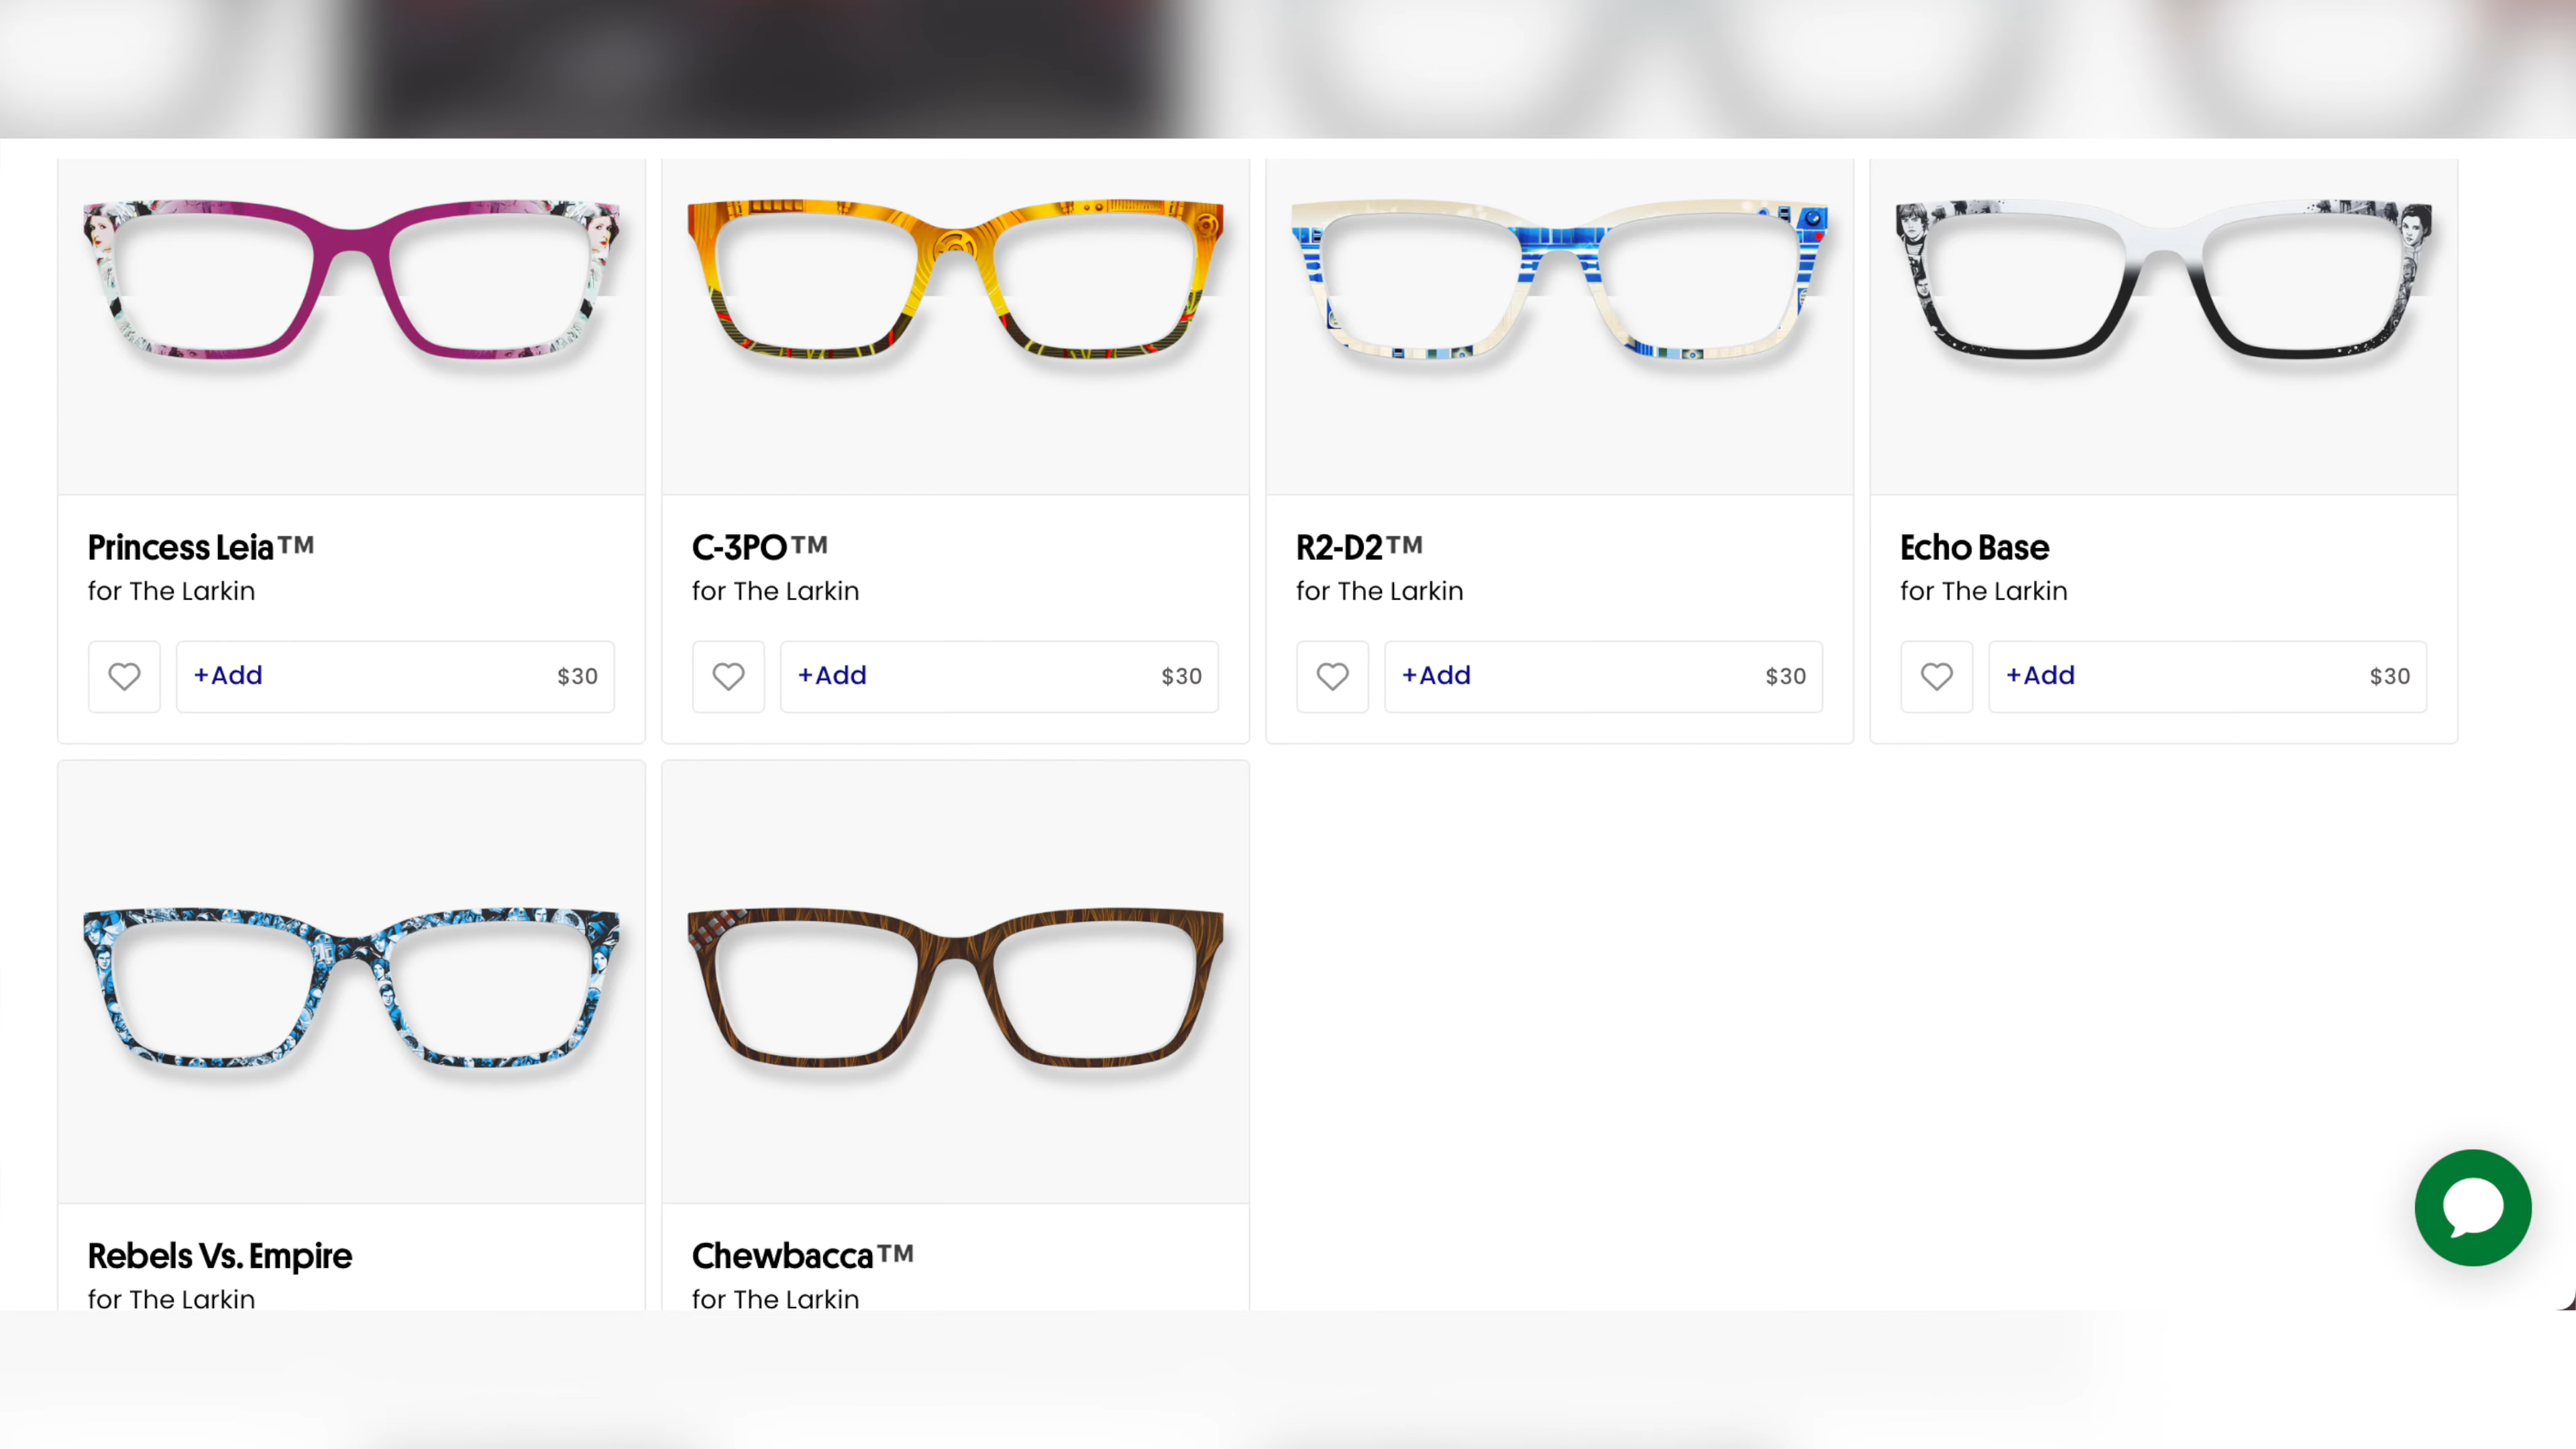 Princess Leia™
for The Larkin
+Add $30
C-3PO™
for The Larkin
+Add $30
R2-D2™
for The Larkin
+Add $30
Echo Base
for The Larkin
+Add $30
Rebels Vs. Empire
for The Larkin
Chewbacca™
for The Larkin